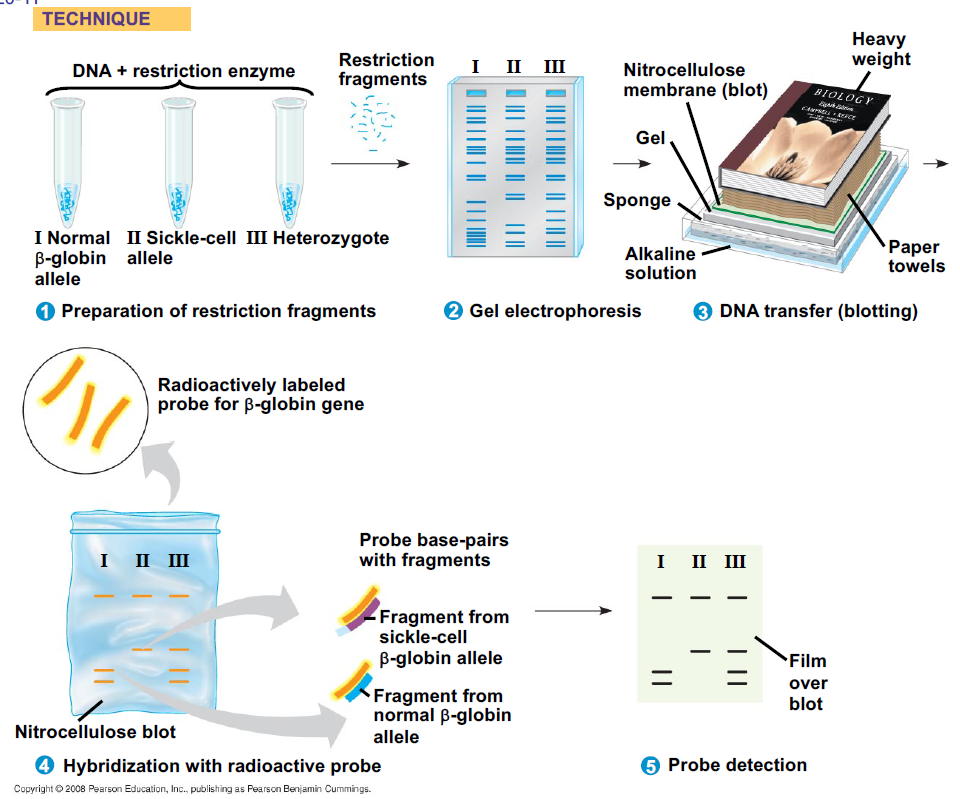 TECHNIQUE
DNA + restriction enzyme
Restriction
fragments
I II III
Nitrocellulose
membrane (blot)
Heavy
weight
BIOLOGY
Eighth Edition
CAMPBELL • REECE
Gel
Sponge
Alkaline
solution
Paper
towels
I Normal
β-globin
allele
II Sickle-cell
allele
III Heterozygote
1 Preparation of restriction fragments
2 Gel electrophoresis
3 DNA transfer (blotting)
Radioactively labeled
probe for β-globin gene
I II III
Probe base-pairs
with fragments
Fragment from
sickle-cell
β-globin allele
Fragment from
normal β-globin
allele
Nitrocellulose blot
4 Hybridization with radioactive probe
I II III
Film
over
blot
5 Probe detection
Copyright © 2008 Pearson Education, Inc., publishing as Pearson Benjamin Cummings.